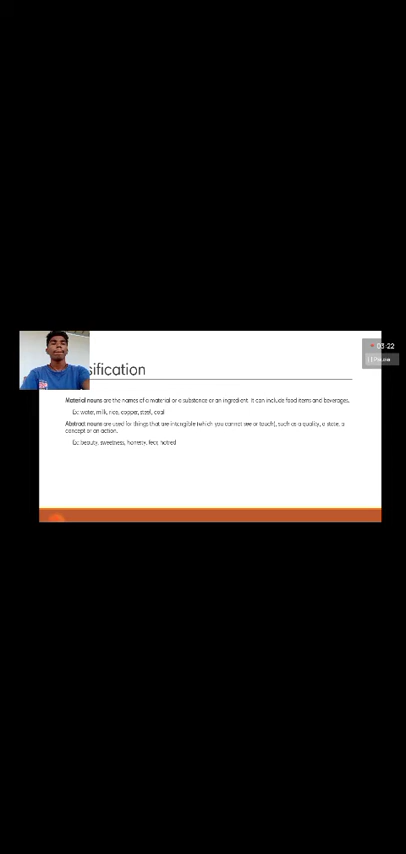 sification
03:22
Pause
Material nouns are the names of a material or a substance or an ingredient. It can include food items and beverages.
Ex: water, milk, rice, copper, steel, coal
Abstract nouns are used for things that are intangible (which you cannot see or touch), such as a quality, a state, a
concept or an action.
Ex: beauty, sweetness, honesty, fear, hatred